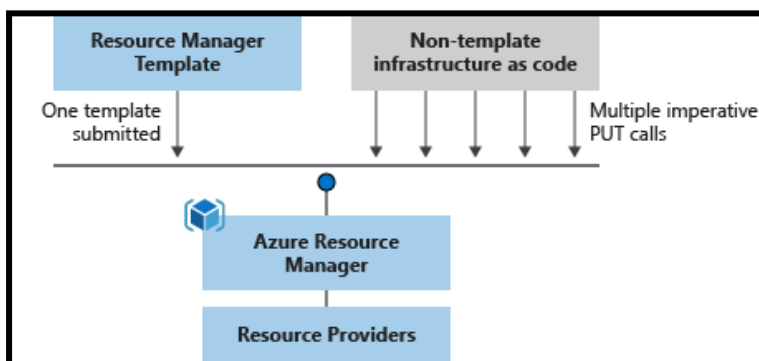 Resource Manager
Template
Non-template
infrastructure as code
One template
submitted
Multiple imperative
PUT calls
Azure Resource
Manager
Resource Providers